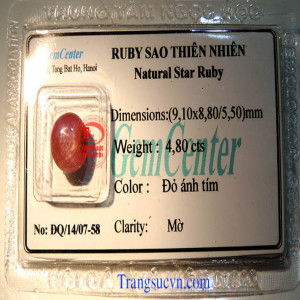 GemCenter
Tang Bat Ho, Hanoi
RUBY SAO THIÊN NHIÊN
Natural Star Ruby
Dimensions:(9,10x8,80/5,50)mm
Weight : 4,80 cts
GemCenter
Color : Đỏ ánh tím
No: ĐQ/14/07-58
Clarity: Mờ
Trangsucvn.com